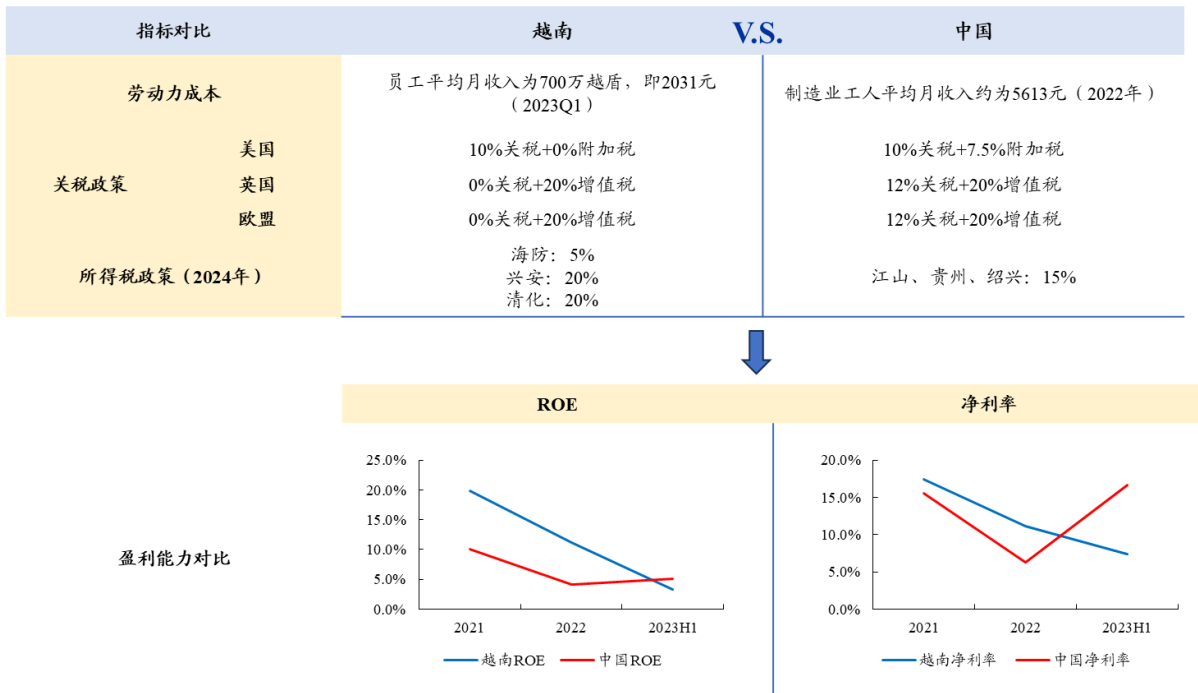 指标对比 越南 V.S. 中国
劳动力成本
员工平均月收入为700万越盾，即2031元
（2023Q1）
制造业工人平均月收入约为5613元（2022年）
关税政策
美国 10%关税+0%附加税 10%关税+7.5%附加税
英国 0%关税+20%增值税 12%关税+20%增值税
欧盟 0%关税+20%增值税 12%关税+20%增值税
所得税政策（2024年）
海防：5%
兴安：20%
清化：20%
江山、贵州、绍兴：15%
盈利能力对比
ROE
25.0%
20.0%
15.0%
10.0%
5.0%
0.0%
2021 2022 2023H1
越南ROE 中国ROE
净利率
20.0%
15.0%
10.0%
5.0%
0.0%
2021 2022 2023H1
越南净利率 中国净利率